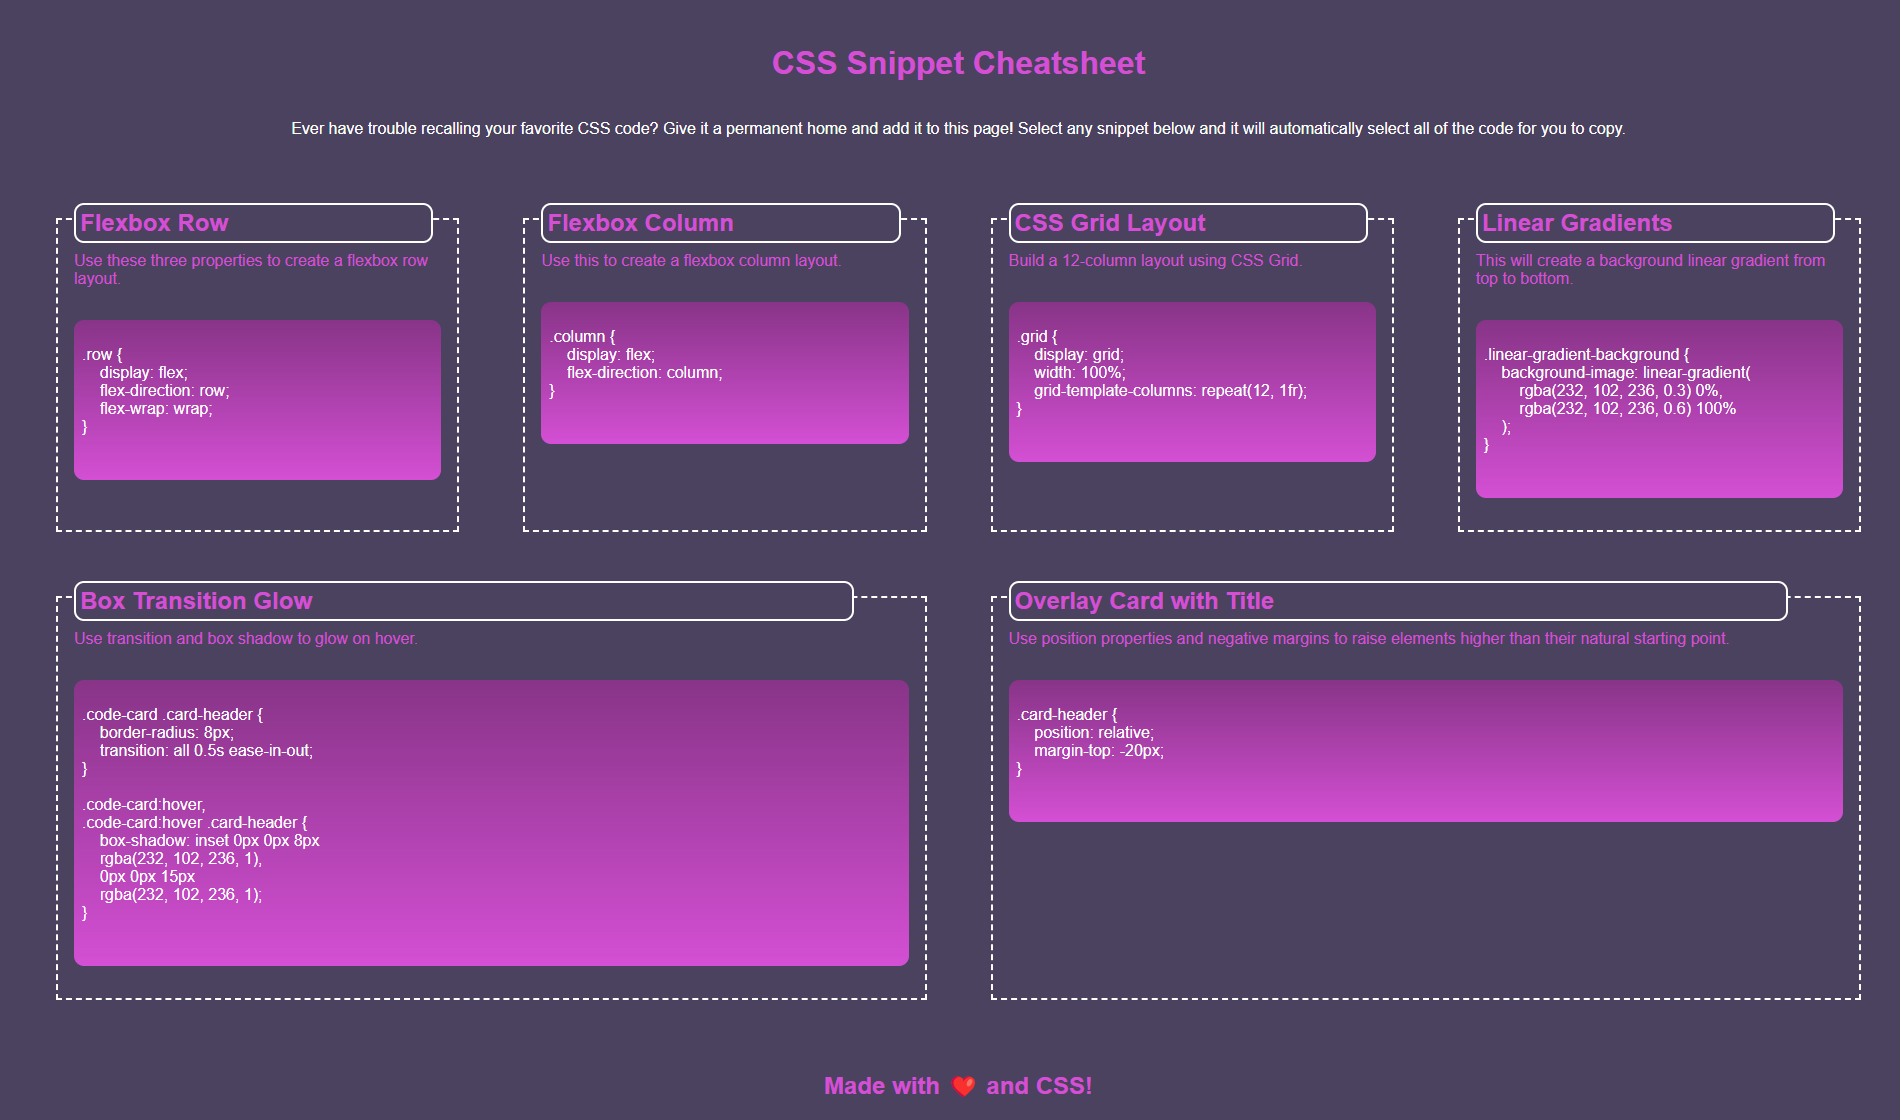 CSS Snippet Cheatsheet
Ever have trouble recalling your favorite CSS code? Give it a permanent home and add it to this page! Select any snippet below and it will automatically select all of the code for you to copy.
Flexbox Row
Use these three properties to create a flexbox row
layout.
.row {
display: flex;
flex-direction: row;
flex-wrap: wrap;
}
Flexbox Column
Use this to create a flexbox column layout.
.column {
display: flex;
flex-direction: column;
}
CSS Grid Layout
Build a 12-column layout using CSS Grid.
.grid {
display: grid;
width: 100%;
grid-template-columns: repeat(12, 1fr);
}
Linear Gradients
This will create a background linear gradient from
top to bottom.
.linear-gradient-background {
background-image: linear-gradient(
rgba(232, 102, 236, 0.3) 0%,
rgba(232, 102, 236, 0.6) 100%
);
}
Box Transition Glow
Use transition and box shadow to glow on hover.
.code-card .card-header {
border-radius: 8px;
transition: all 0.5s ease-in-out;
}
.code-card:hover,
.code-card:hover .card-header {
box-shadow: inset 0px 0px 8px
rgba(232, 102, 236, 1),
0px 0px 15px
rgba(232, 102, 236, 1);
}
Overlay Card with Title
Use position properties and negative margins to raise elements higher than their natural starting point.
.card-header {
position: relative;
margin-top: -20px;
}
Made with ❤️ and CSS!